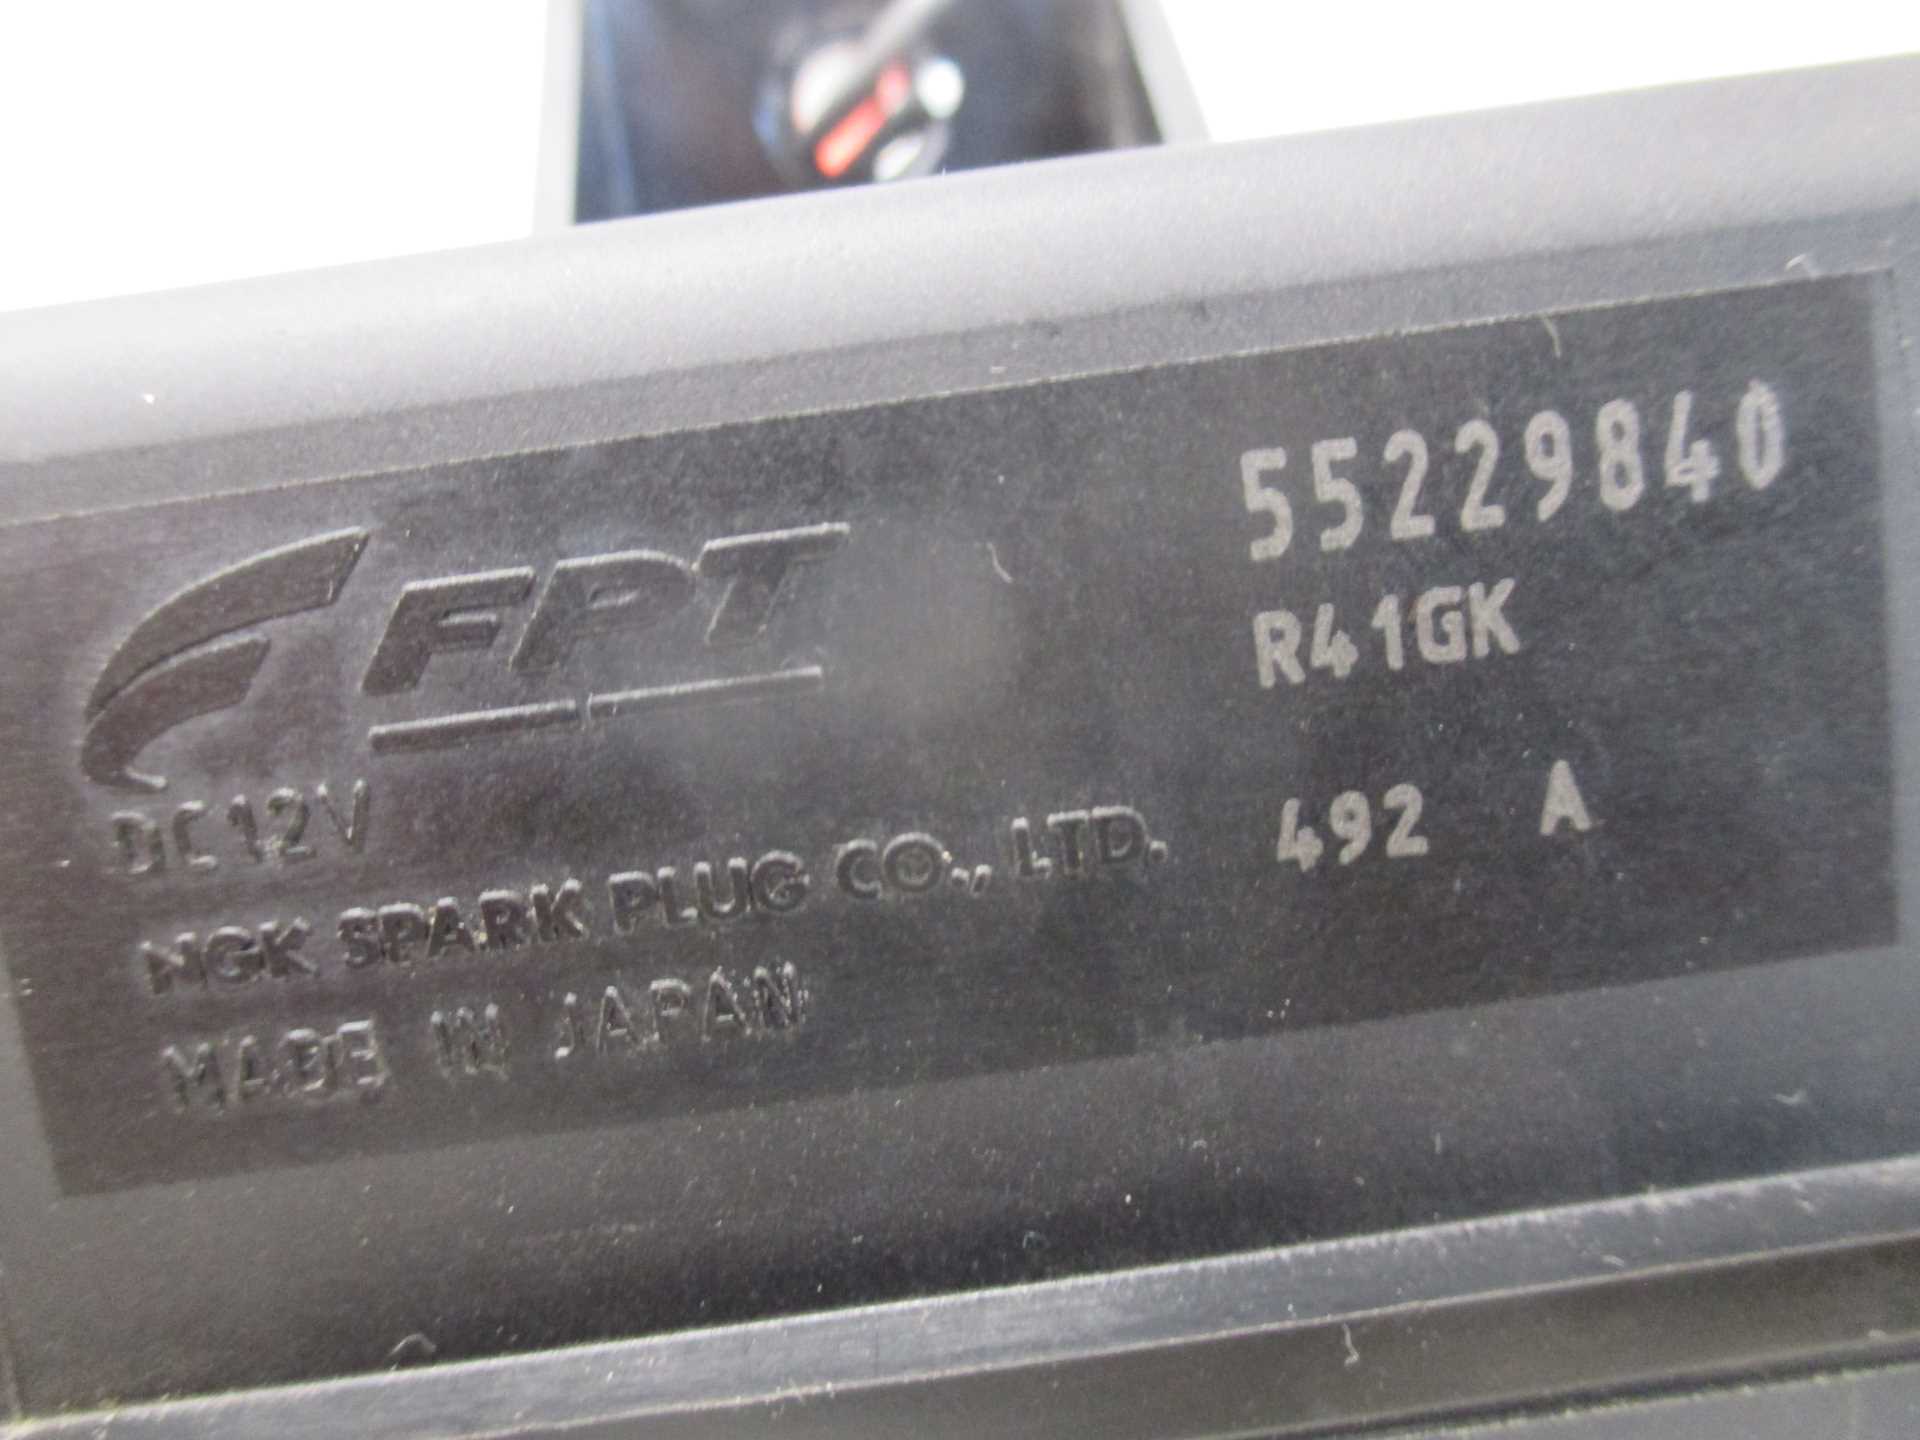 55229840
FPT
R41GK
DC12V
492 A
NGK SPARK PLUG CO., LTD.
MADE IN JAPAN